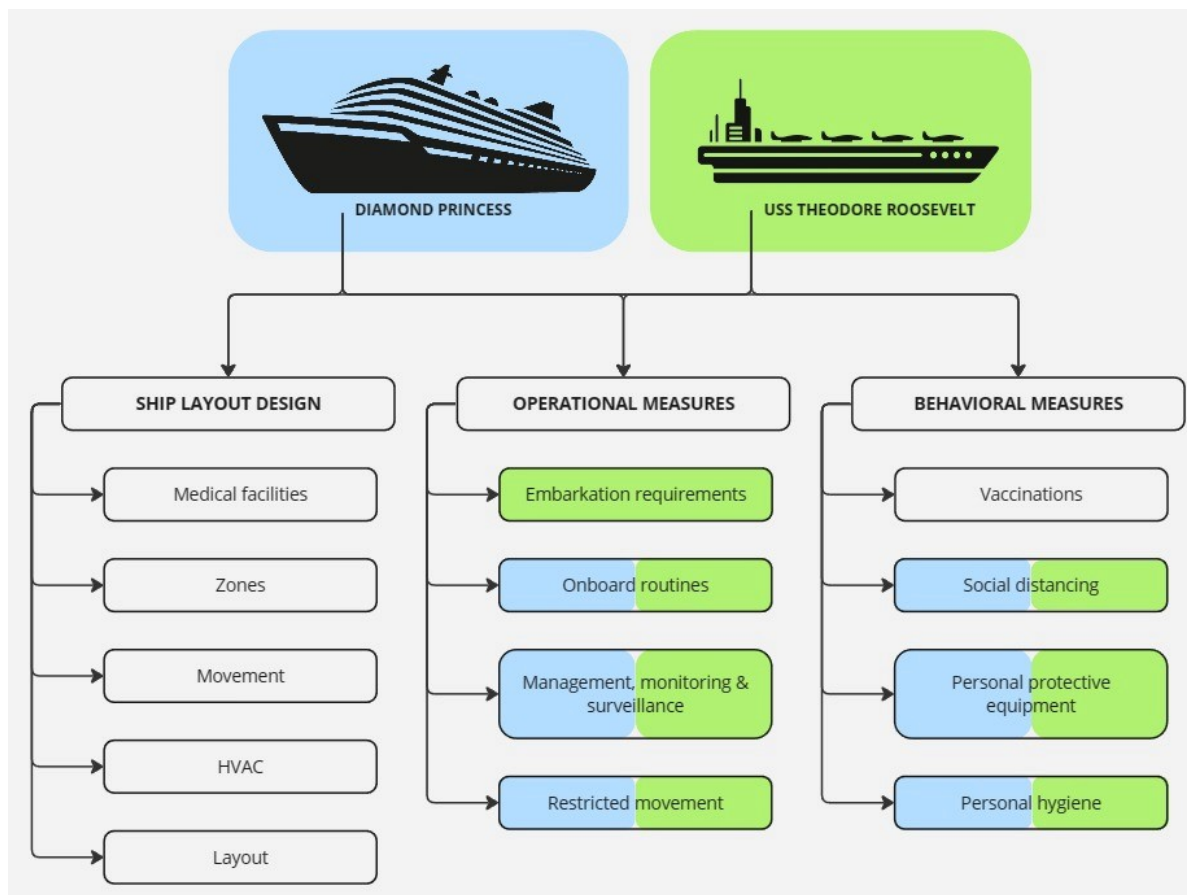 DIAMOND PRINCESS
USS THEODORE ROOSEVELT
SHIP LAYOUT DESIGN
Medical facilities
Zones
Movement
HVAC
Layout
OPERATIONAL MEASURES
Embarkation requirements
Onboard routines
Management, monitoring &
surveillance
Restricted movement
BEHAVIORAL MEASURES
Vaccinations
Social distancing
Personal protective
equipment
Personal hygiene